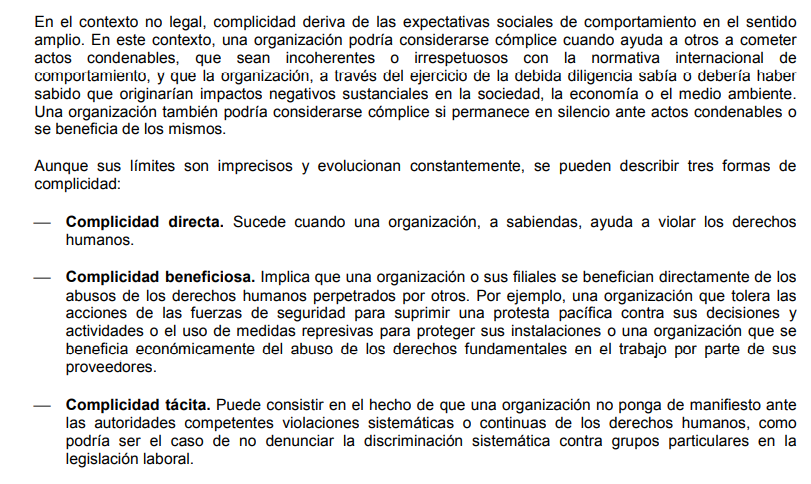 En el contexto no legal, complicidad deriva de las expectativas sociales de comportamiento en el sentido
amplio. En este contexto, una organización podría considerarse cómplice cuando ayuda a otros a cometer
actos condenables, que sean incoherentes o irrespetuosos con la normativa internacional de
comportamiento, y que la organización, a través del ejercicio de la debida diligencia sabía o debería haber
sabido que originarían impactos negativos sustanciales en la sociedad, la economía o el medio ambiente.
Una organización también podría considerarse cómplice si permanece en silencio ante actos condenables o
se beneficia de los mismos.
Aunque sus límites son imprecisos y evolucionan constantemente, se pueden describir tres formas de
complicidad:
— Complicidad directa. Sucede cuando una organización, a sabiendas, ayuda a violar los derechos
humanos.
— Complicidad beneficiosa. Implica que una organización o sus filiales se benefician directamente de los
abusos de los derechos humanos perpetrados por otros. Por ejemplo, una organización que tolera las
acciones de las fuerzas de seguridad para suprimir una protesta pacífica contra sus decisiones y
actividades o el uso de medidas represivas para proteger sus instalaciones o una organización que se
beneficia económicamente del abuso de los derechos fundamentales en el trabajo por parte de sus
proveedores.
— Complicidad tácita. Puede consistir en el hecho de que una organización no ponga de manifiesto ante
las autoridades competentes violaciones sistemáticas o continuas de los derechos humanos, como
podría ser el caso de no denunciar la discriminación sistemática contra grupos particulares en la
legislación laboral.